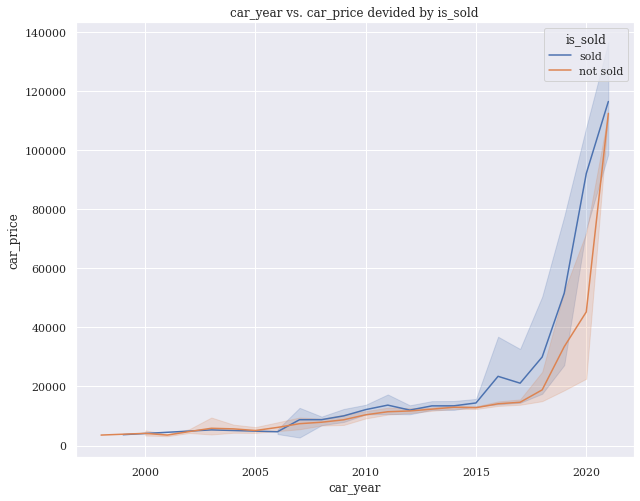 car_year vs. car_price devided by is_sold
is_sold
sold
not sold
140000
120000
100000
80000
60000
40000
20000
0
car_price
2000 2005 2010 2015 2020
car_year